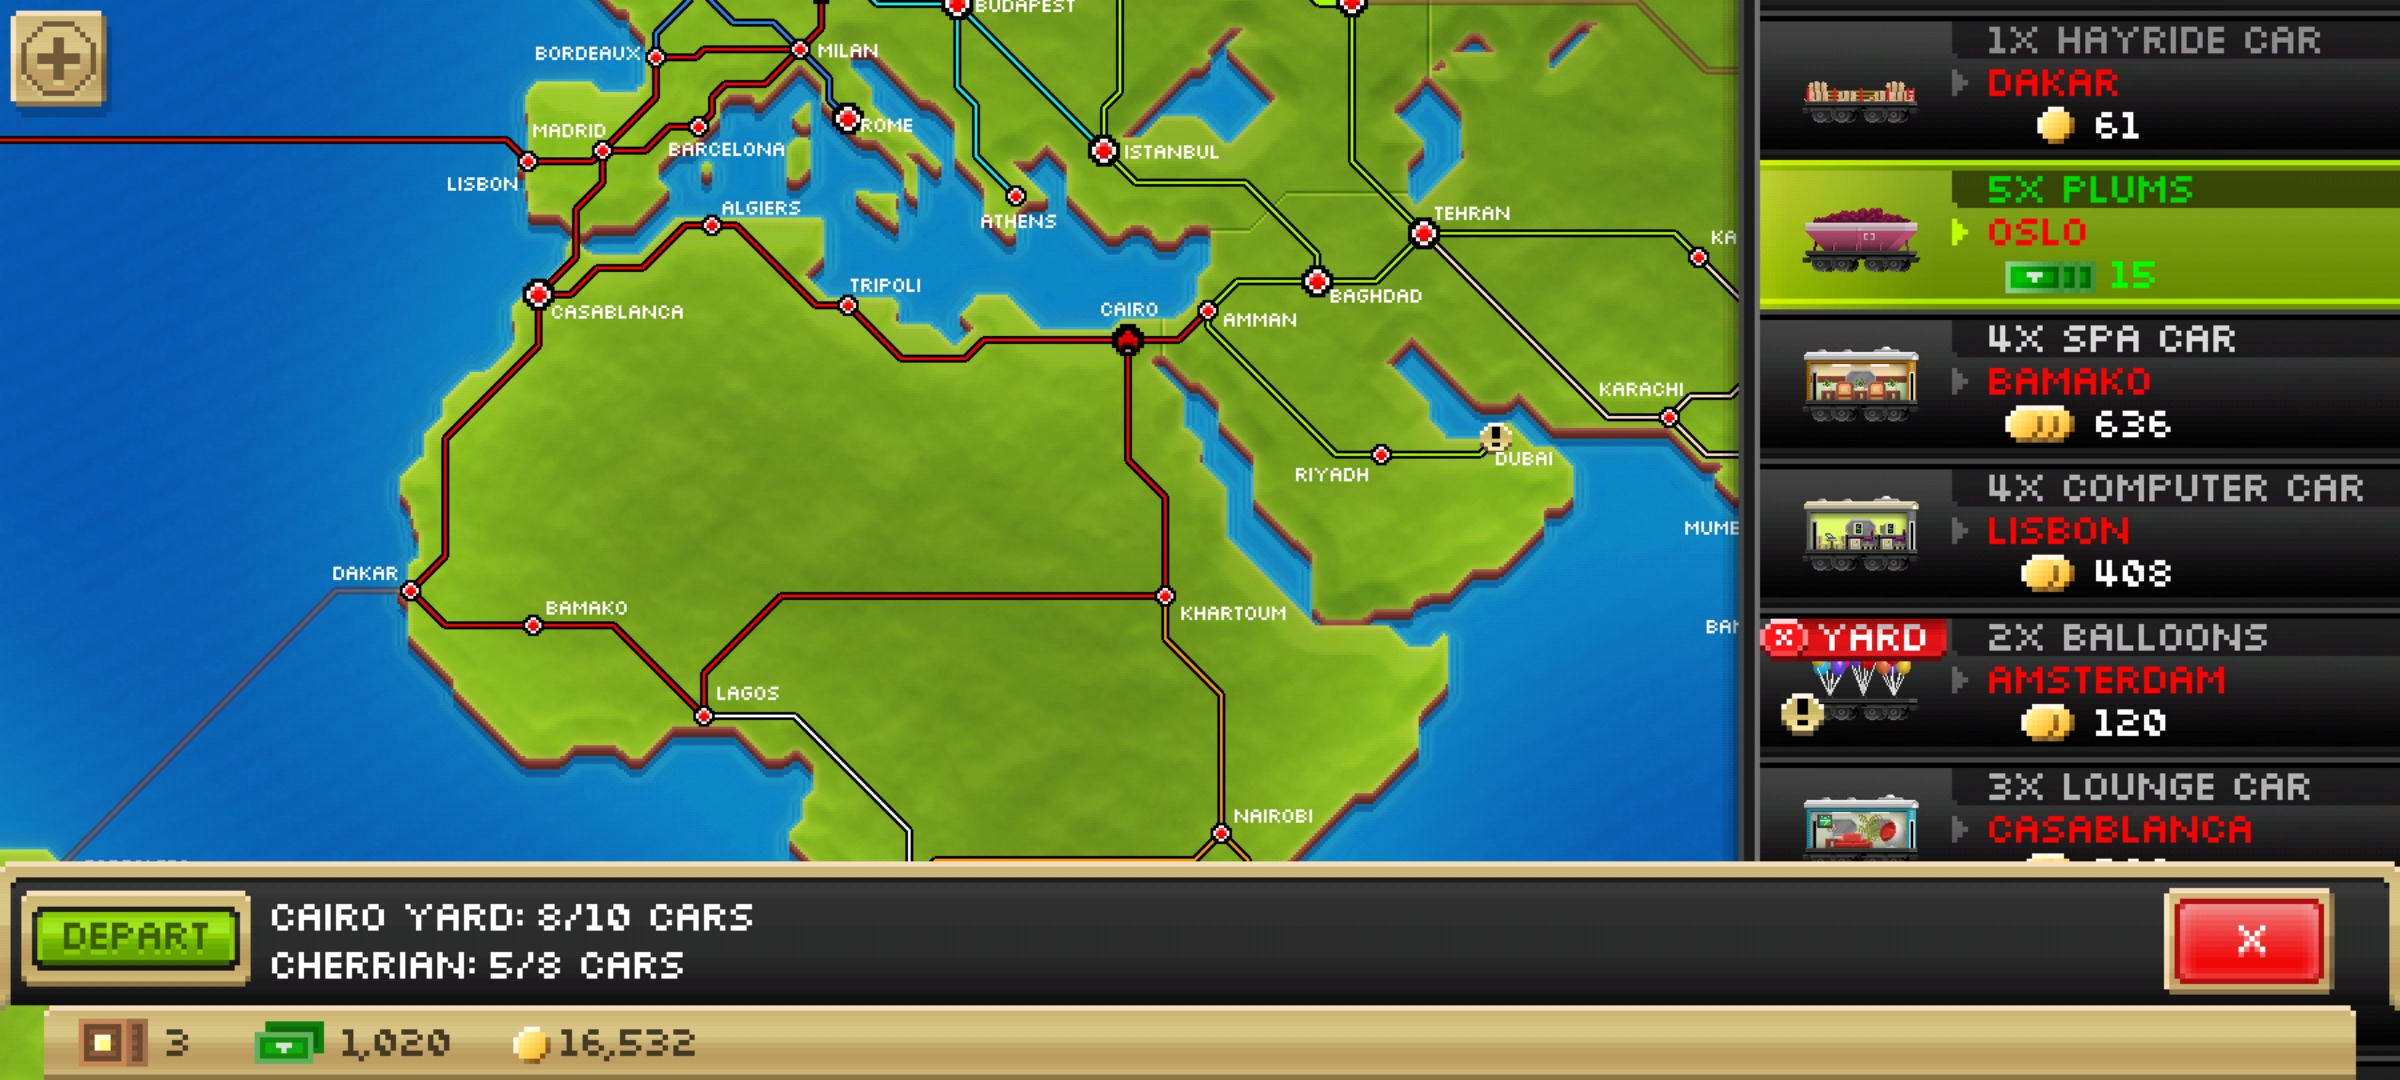 BUDAPEST
BORDEAUX
MILAN
MADRID
ROME
BARCELONA
ISTANBUL
LISBON
ALGIERS
ATHENS
TEHRAN
KA
TRIPOLI
CASABLANCA
CAIRO
BAGHDAD
AMMAN
KARACHI
RIYADH
DUBAI
MUME
DAKAR
BAMAKO
KHARTOUM
BAN
LAGOS
NAIROBI
1X HAYRIDE CAR
DAKAR
61
5X PLUMS
OSLO
15
4X SPA CAR
BAMAKO
636
4X COMPUTER CAR
LISBON
408
X YARD
2X BALLOONS
AMSTERDAM
120
3X LOUNGE CAR
CASABLANCA
DEPART
CAIRO YARD: 8/10 CARS
CHERRIAN: 5/8 CARS
X
3
1,020
16,532